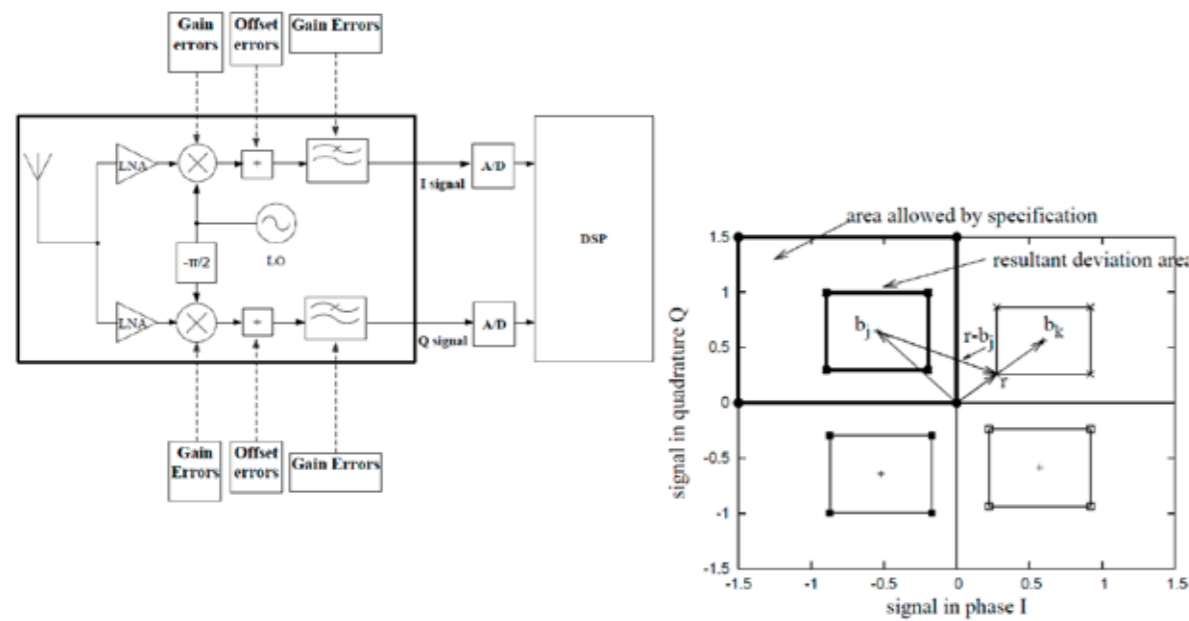 Gain
errors
Offset
errors
Gain Errors
LNA
+
I signal
A/D
LO
-π/2
DSP
LNA
+
Q signal
A/D
Gain
Errors
Offset
errors
Gain Errors
area allowed by specification
resultant deviation area
signal in quadrature Q
1.5
1
0.5
0
-0.5
-1
-1.5
b_j
r-b_j
b_k
r
-1.5
-1
-0.5
0
0.5
1
1.5
signal in phase I